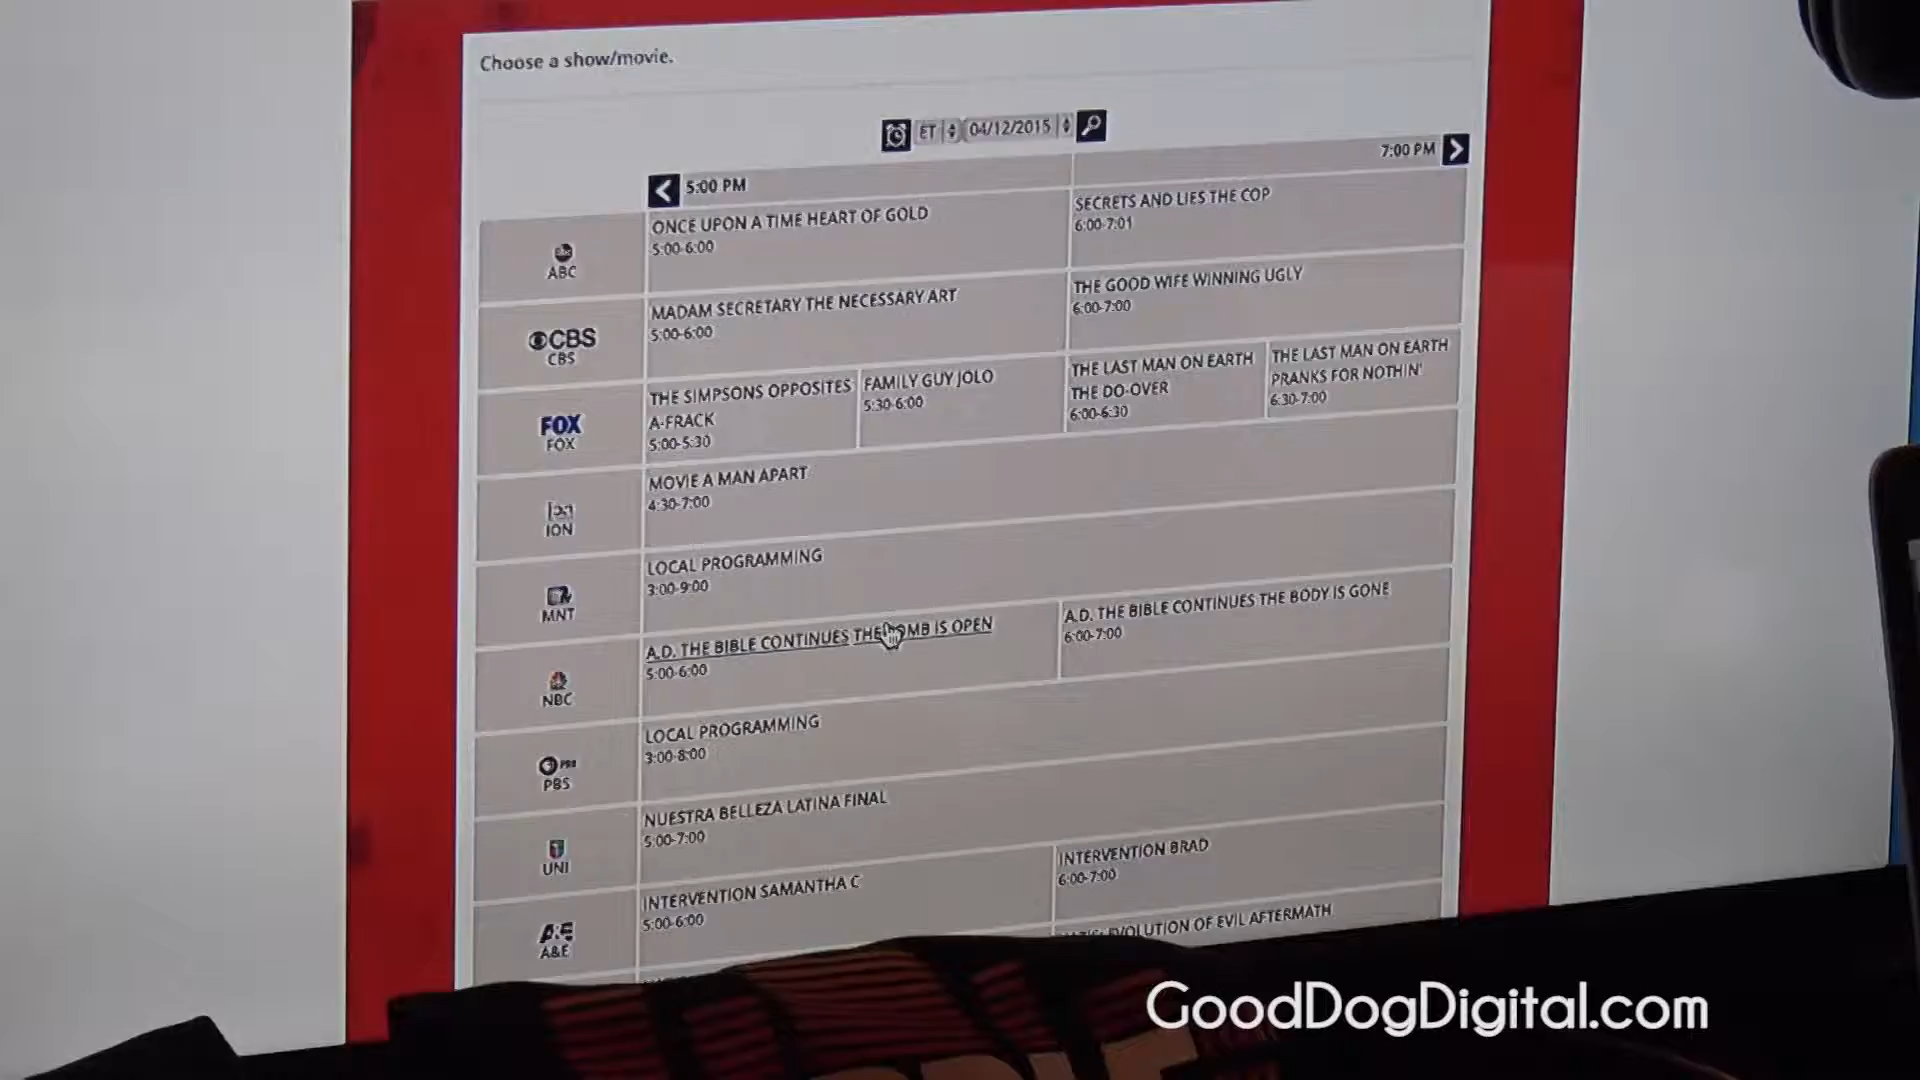 Choose a show/movie.
ET 04/12/2015
5:00 PM
7:00 PM
ABC
ONCE UPON A TIME HEART OF GOLD
5:00-6:00
SECRETS AND LIES THE COP
6:00-7:01
CBS
CBS
MADAM SECRETARY THE NECESSARY ART
5:00-6:00
THE GOOD WIFE WINNING UGLY
6:00-7:00
FOX
FOX
THE SIMPSONS OPPOSITES
A-FRACK
5:00-5:30
FAMILY GUY JOLO
5:30-6:00
THE LAST MAN ON EARTH
THE DO-OVER
6:00-6:30
THE LAST MAN ON EARTH
PRANKS FOR NOTHIN'
6:30-7:00
ION
MOVIE A MAN APART
4:30-7:00
MNT
LOCAL PROGRAMMING
3:00-9:00
NBC
A.D. THE BIBLE CONTINUES THE TOMB IS OPEN
5:00-6:00
A.D. THE BIBLE CONTINUES THE BODY IS GONE
6:00-7:00
PBS
PBS
LOCAL PROGRAMMING
3:00-8:00
UNI
NUESTRA BELLEZA LATINA FINAL
5:00-7:00
A&E
A&E
INTERVENTION SAMANTHA C
5:00-6:00
INTERVENTION BRAD
6:00-7:00
EVOLUTION OF EVIL AFTERMATH
GoodDogDigital.com